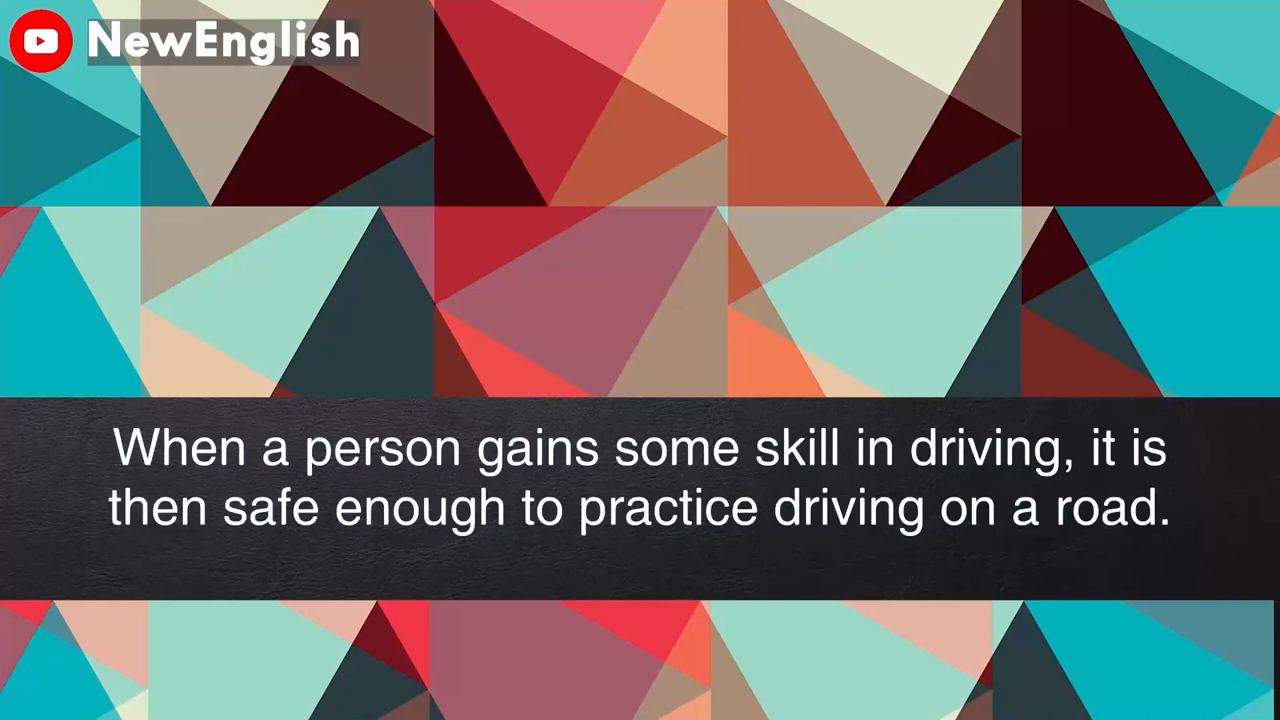 NewEnglish
When a person gains some skill in driving, it is
then safe enough to practice driving on a road.